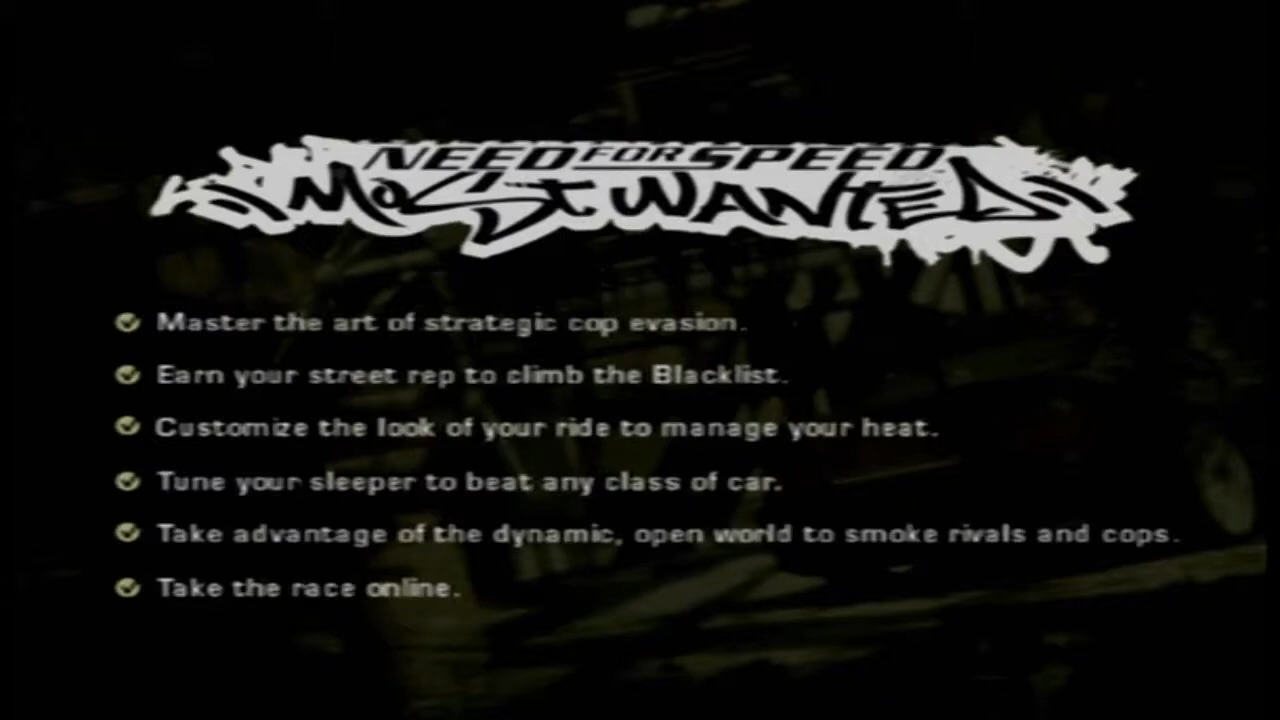 NEED FOR SPEED
MOST WANTED
Master the art of strategic cop evasion.
Earn your street rep to climb the Blacklist.
Customize the look of your ride to manage your heat.
Tune your sleeper to beat any class of car.
Take advantage of the dynamic, open world to smoke rivals and cops.
Take the race online.